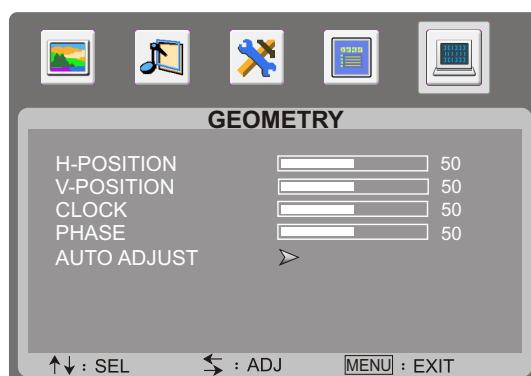 GEOMETRY
H-POSITION 50
V-POSITION 50
CLOCK 50
PHASE 50
AUTO ADJUST
↑↓ : SEL ⇆ : ADJ MENU : EXIT